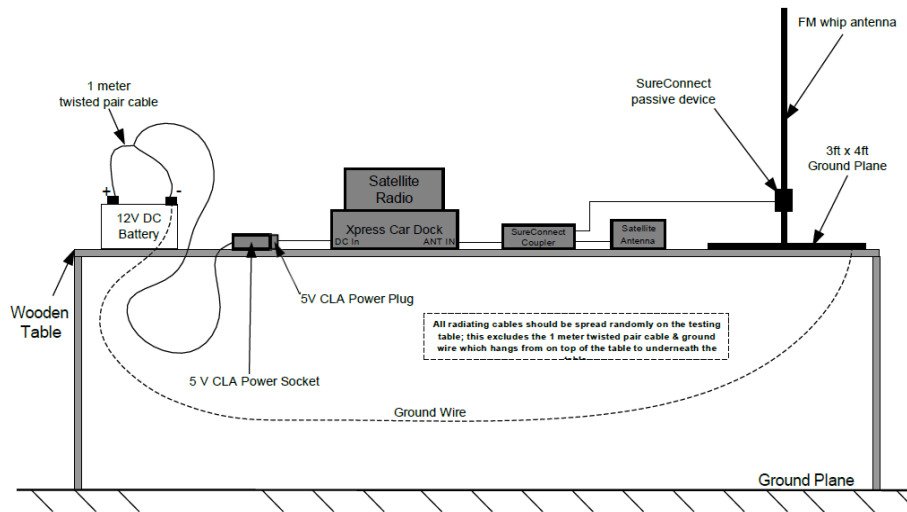 FM whip antenna
1 meter
twisted pair cable
SureConnect
passive device
3ft x 4ft
Ground Plane
Satellite
Radio
+
-
12V DC
Battery
Xpress Car Dock
DC In
ANT IN
SureConnect
Coupler
Satellite
Antenna
5V CLA Power Plug
Wooden
Table
All radiating cables should be spread randomly on the testing
table; this excludes the 1 meter twisted pair cable & ground
wire which hangs from on top of the table to underneath the
5 V CLA Power Socket
Ground Wire
Ground Plane